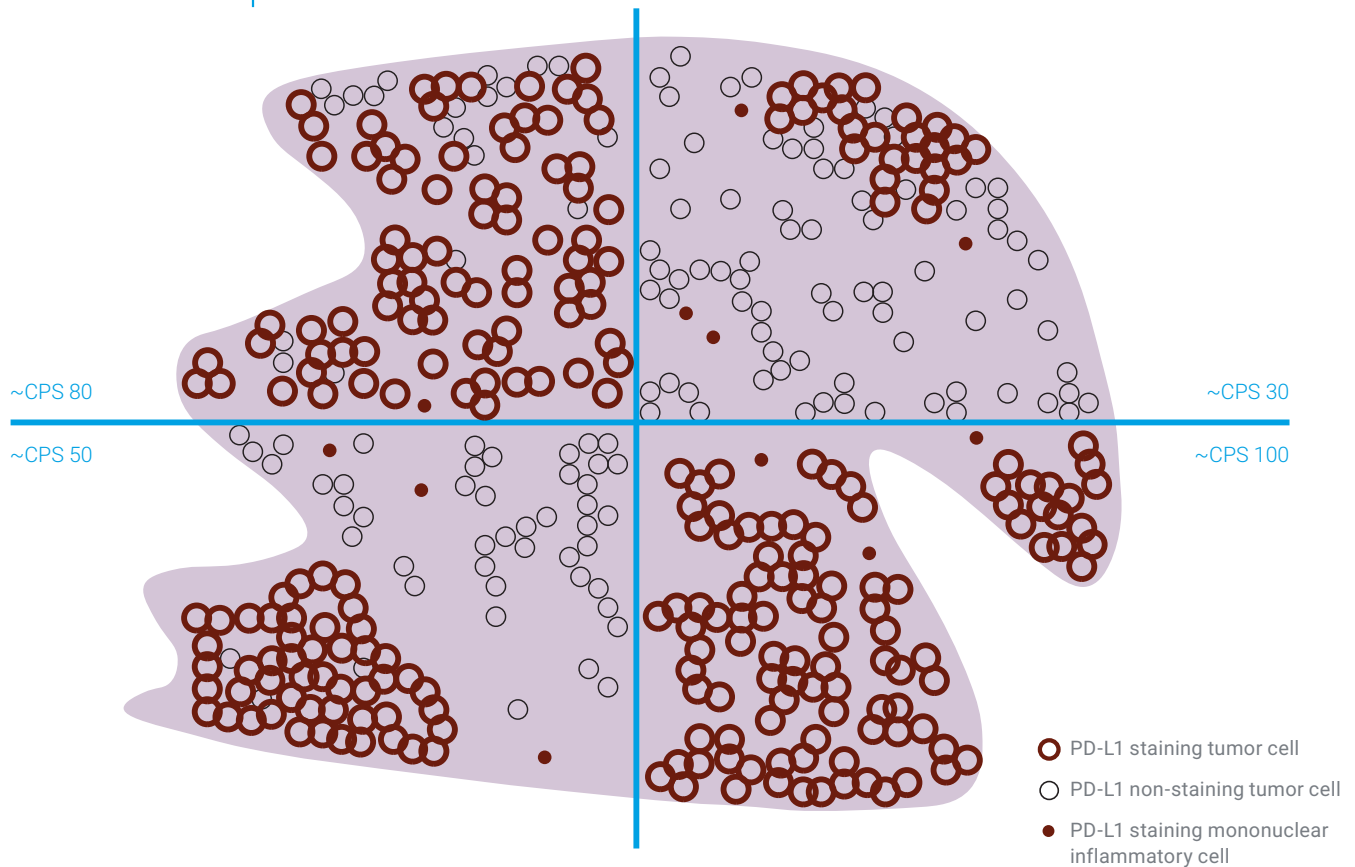 ~CPS 80
~CPS 30
~CPS 50
~CPS 100
PD-L1 staining tumor cell
PD-L1 non-staining tumor cell
PD-L1 staining mononuclear
inflammatory cell